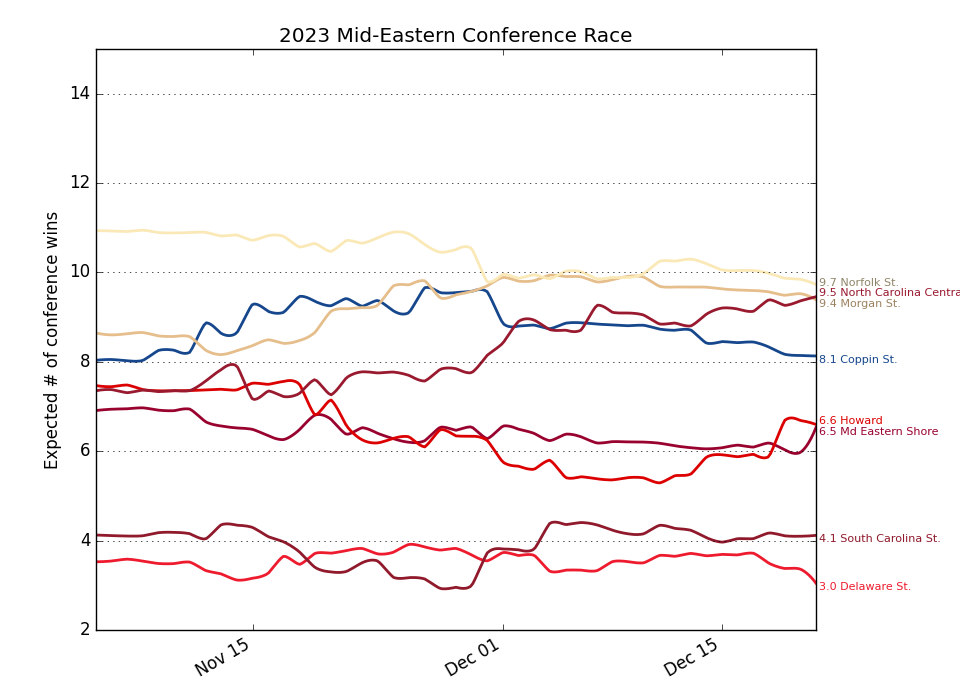 2023 Mid-Eastern Conference Race
Expected # of conference wins
14
12
10
8
6
4
2
Nov 15
Dec 01
Dec 15
9.7 Norfolk St.
9.5 North Carolina Centra
9.4 Morgan St.
8.1 Coppin St.
6.6 Howard
6.5 Md Eastern Shore
4.1 South Carolina St.
3.0 Delaware St.